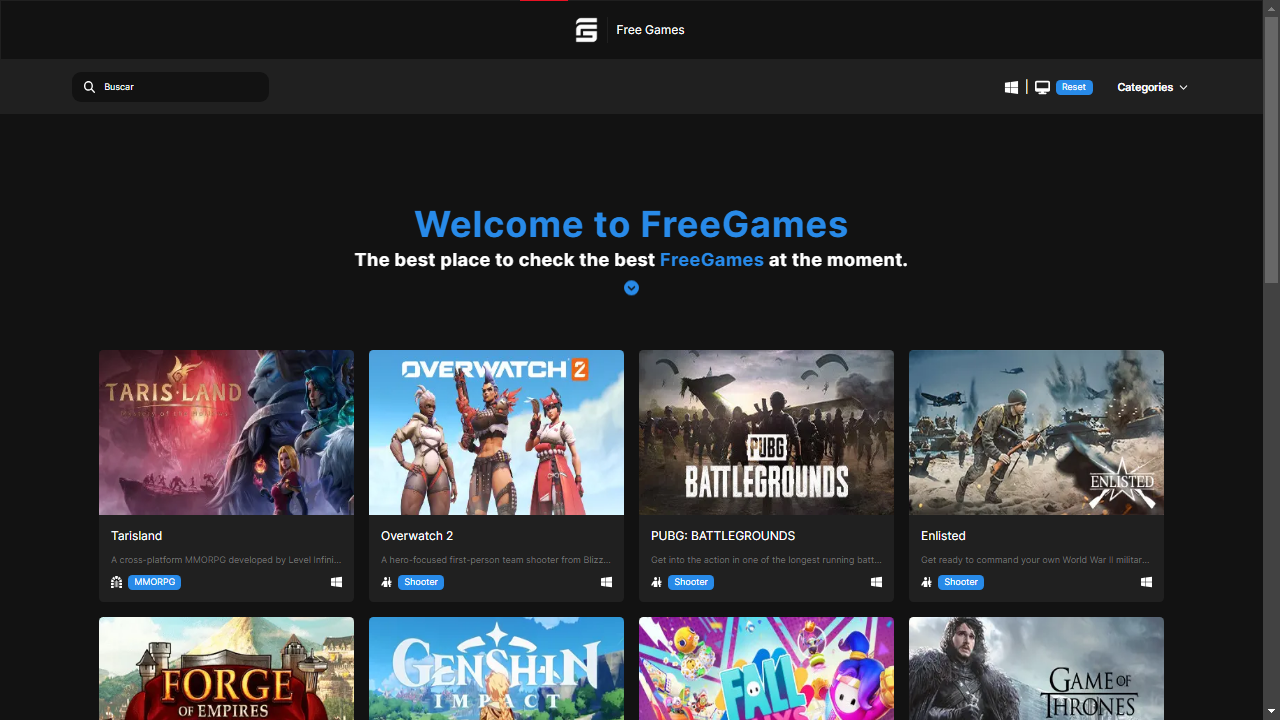 Free Games
Buscar
Reset
Categories
Welcome to FreeGames
The best place to check the best FreeGames at the moment.
TARISLAND
OVERWATCH 2
PUBG
BATTLEGROUNDS
ENLISTED
Tarisland
Overwatch 2
PUBG: BATTLEGROUNDS
Enlisted
A cross-platform MMORPG developed by Level Infini...
A hero-focused first-person team shooter from Blizz...
Get into the action in one of the longest running batt...
Get ready to command your own World War II militar...
MMORPG
Shooter
Shooter
Shooter
FORGE
OF EMPIRES
GENSHIN
IMPACT
FALL
GAME OF
THRONES